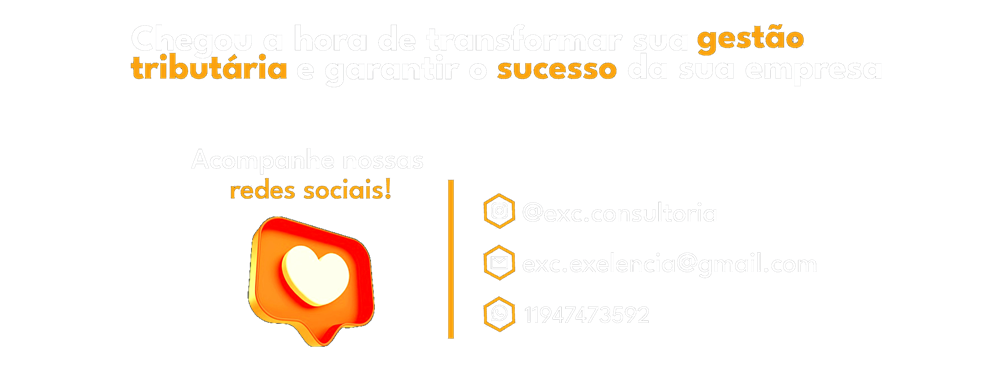 Chegou a hora de transformar sua gestão
tributária e garantir o sucesso da sua empresa
Acompanhe nossas
redes sociais!
@exc.consultoria
exc.exelencia@gmail.com
11947473592